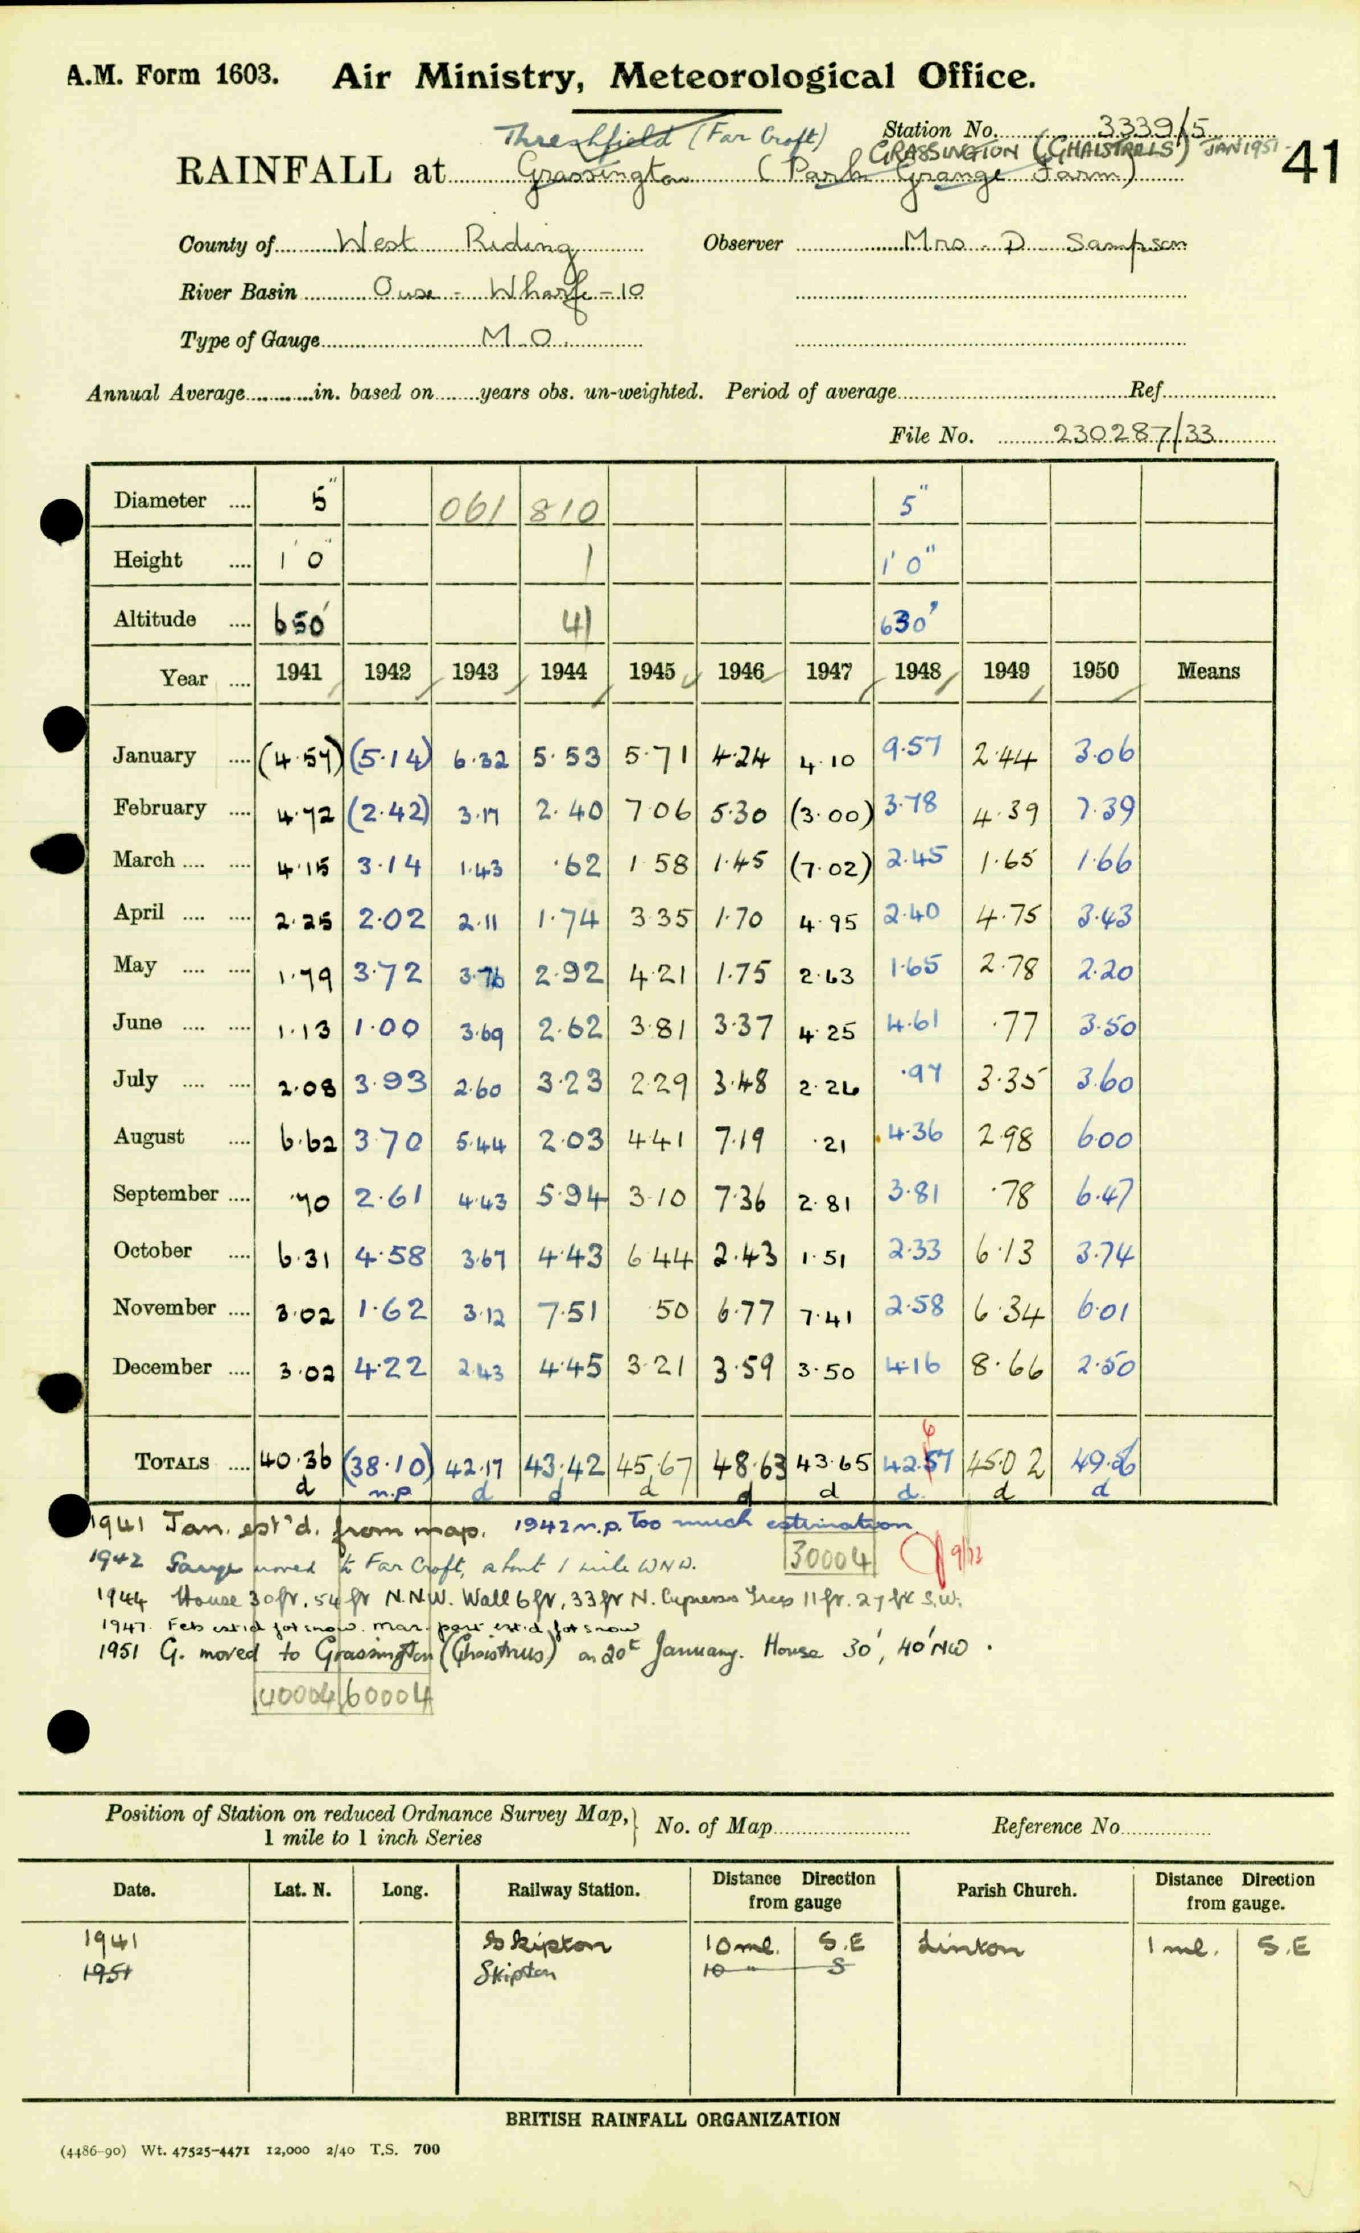 A.M. Form 1603. Air Ministry, Meteorological Office.
Threshfield (Far Croft) Station No. 3339/5
GRASSINGTON (GHAISTRILLS) JAN 1951
RAINFALL at Grassington (Park Grange Farm) 41
County of West Riding Observer Mrs. D Sampson
River Basin Ouse - Wharfe - 10
Type of Gauge M.O.
Annual Average in. based on years obs. un-weighted. Period of average Ref.
File No. 230287/33
Diameter 5" 061 810 5"
Height 1' 0" 1 1' 0"
Altitude 650' 41 630'
Year 1941 1942 1943 1944 1945 1946 1947 1948 1949 1950 Means
January (4.57) (5.14) 6.32 5.53 5.71 4.24 4.10 9.57 2.44 3.06
February 4.72 (2.42) 3.17 2.40 7.06 5.30 (3.00) 3.78 4.39 7.39
March 4.15 3.14 1.43 .62 1.58 1.45 (7.02) 2.45 1.65 1.66
April 2.25 2.02 2.11 1.74 3.35 1.70 4.95 2.40 4.75 3.43
May 1.79 3.72 3.76 2.92 4.21 1.75 2.63 1.65 2.78 2.20
June 1.13 1.00 3.69 2.62 3.81 3.37 4.25 4.61 .77 3.50
July 2.08 3.93 2.60 3.23 2.29 3.48 2.26 .97 3.35 3.60
August 6.62 3.70 5.44 2.03 4.41 7.19 .21 4.36 2.98 6.00
September .70 2.61 4.43 5.94 3.10 7.36 2.81 3.81 .78 6.47
October 6.31 4.58 3.67 4.43 6.44 2.43 1.51 2.33 6.13 3.74
November 3.02 1.62 3.12 7.51 .50 6.77 7.41 2.58 6.34 6.01
December 3.02 4.22 2.43 4.45 3.21 3.59 3.50 4.16 8.66 2.50
6
TOTALS 40.36 (38.10) 42.17 43.42 45.67 48.63 43.65 42.57 45.02 49.56
d n.p d d d d d d. d d
1941 Jan. est'd. from map. 1942 n.p. Too much estimation
1942 Gauge moved to Far Croft, about 1 mile WNW. 30004 9/72
1944 House 30 ft, 54 ft N.N.W. Wall 6 ft, 33 ft N. Cypress Trees 11 ft. 27 ft S.W.
1947. Feb est'd for snow. Mar. part est.d for snow
1951 G. moved to Grassington (Ghaistrills) on 20th January. House 30', 40' NW.
40004 60004
Position of Station on reduced Ordnance Survey Map, No. of Map Reference No
1 mile to 1 inch Series
Date. Lat. N. Long. Railway Station. Distance Direction from gauge Parish Church. Distance Direction from gauge.
1941 Skipton 10 ml. S.E Linton 1 ml. S.E
1951 Skipton 10 " S
BRITISH RAINFALL ORGANIZATION
(4486-90) Wt. 47525-4471 12,000 2/40 T.S. 700